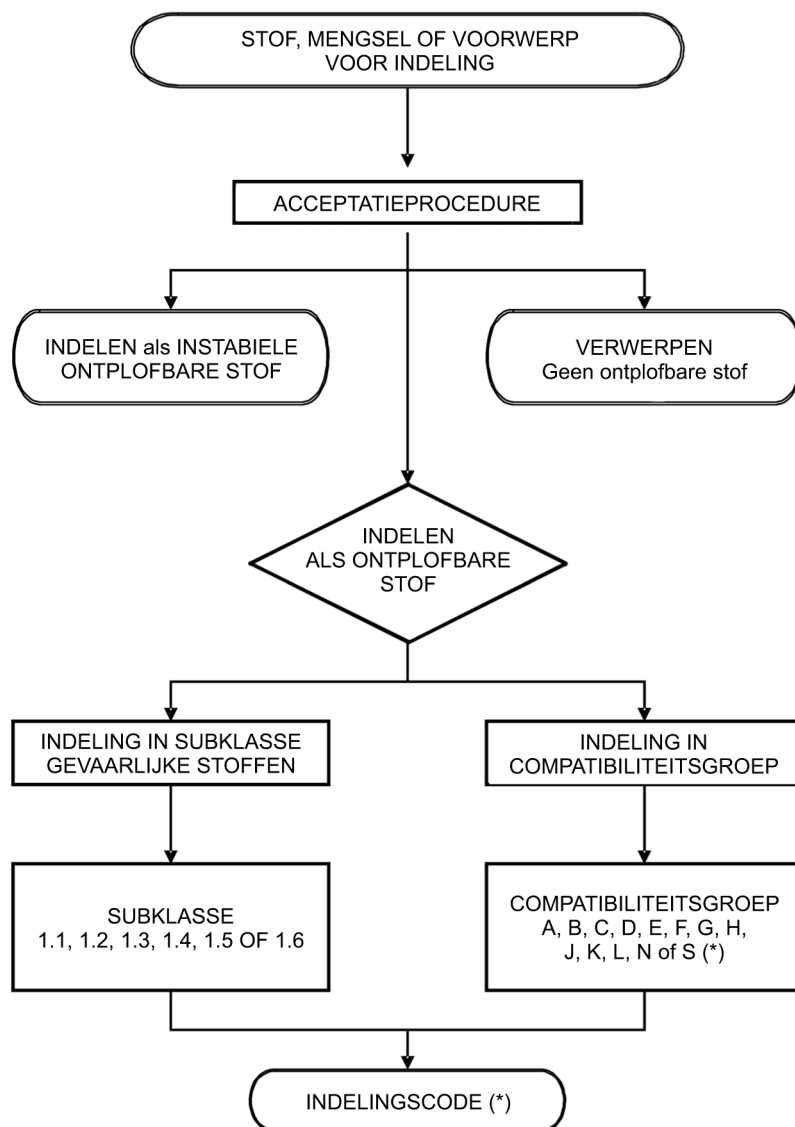 STOF, MENGSEL OF VOORWERP
VOOR INDELING
ACCEPTATIEPROCEDURE
INDELEN als INSTABIELE
ONTPLOFBARE STOF
VERWERPEN
Geen ontplofbare stof
INDELEN
ALS ONTPLOFBARE
STOF
INDELING IN SUBKLASSE
GEVAARLIJKE STOFFEN
INDELING IN
COMPATIBILITEITSGROEP
SUBKLASSE
1.1, 1.2, 1.3, 1.4, 1.5 OF 1.6
COMPATIBILITEITSGROEP
A, B, C, D, E, F, G, H,
J, K, L, N of S (*)
INDELINGSCODE (*)